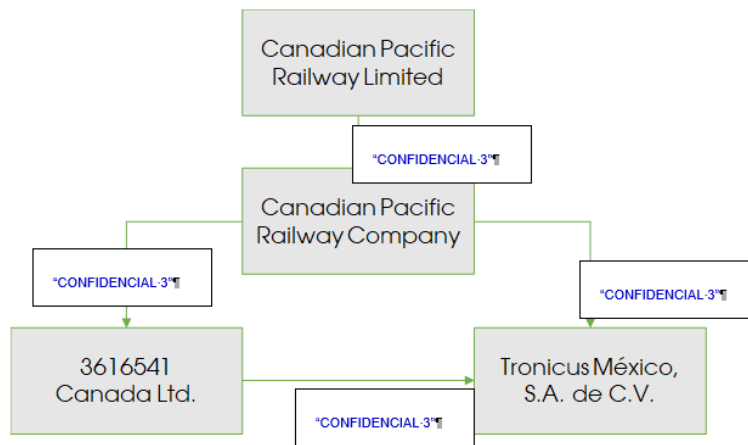 Canadian Pacific
Railway Limited
“CONFIDENCIAL·3”¶
Canadian Pacific
Railway Company
“CONFIDENCIAL·3”¶
“CONFIDENCIAL·3”¶
3616541
Canada Ltd.
Tronicus México,
S.A. de C.V.
“CONFIDENCIAL·3”¶